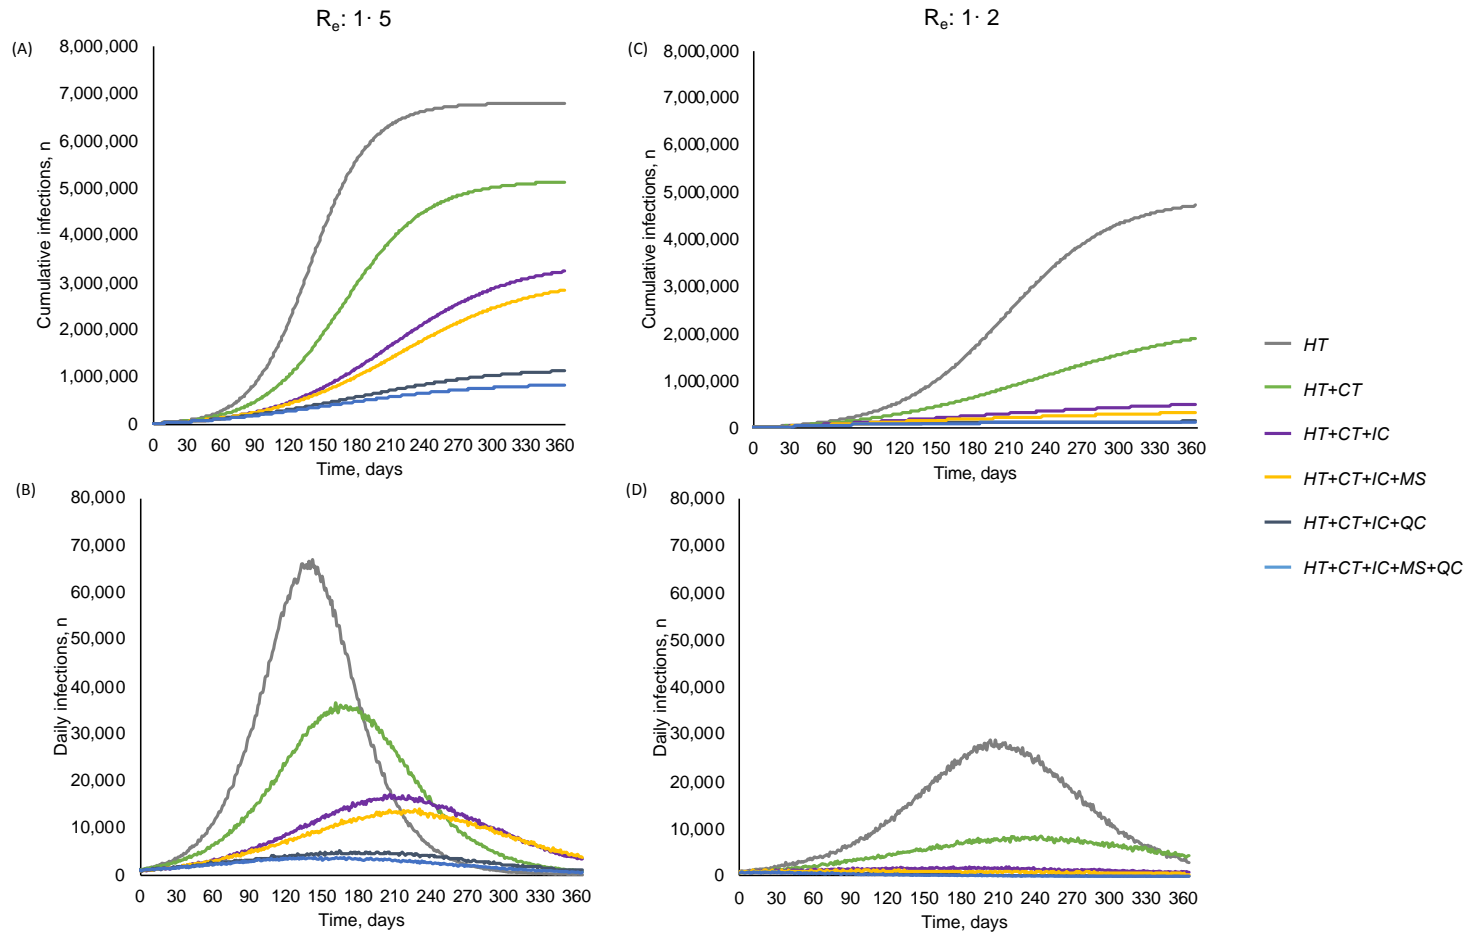 Re: 1· 5
(A)
Cumulative infections, n
8,000,000
7,000,000
6,000,000
5,000,000
4,000,000
3,000,000
2,000,000
1,000,000
0
0 30 60 90 120 150 180 210 240 270 300 330 360
Time, days
(B)
Daily infections, n
80,000
70,000
60,000
50,000
40,000
30,000
20,000
10,000
0
0 30 60 90 120 150 180 210 240 270 300 330 360
Time, days
Re: 1· 2
(C)
Cumulative infections, n
8,000,000
7,000,000
6,000,000
5,000,000
4,000,000
3,000,000
2,000,000
1,000,000
0
0 30 60 90 120 150 180 210 240 270 300 330 360
Time, days
(D)
Daily infections, n
80,000
70,000
60,000
50,000
40,000
30,000
20,000
10,000
0
0 30 60 90 120 150 180 210 240 270 300 330 360
Time, days
HT
HT+CT
HT+CT+IC
HT+CT+IC+MS
HT+CT+IC+QC
HT+CT+IC+MS+QC